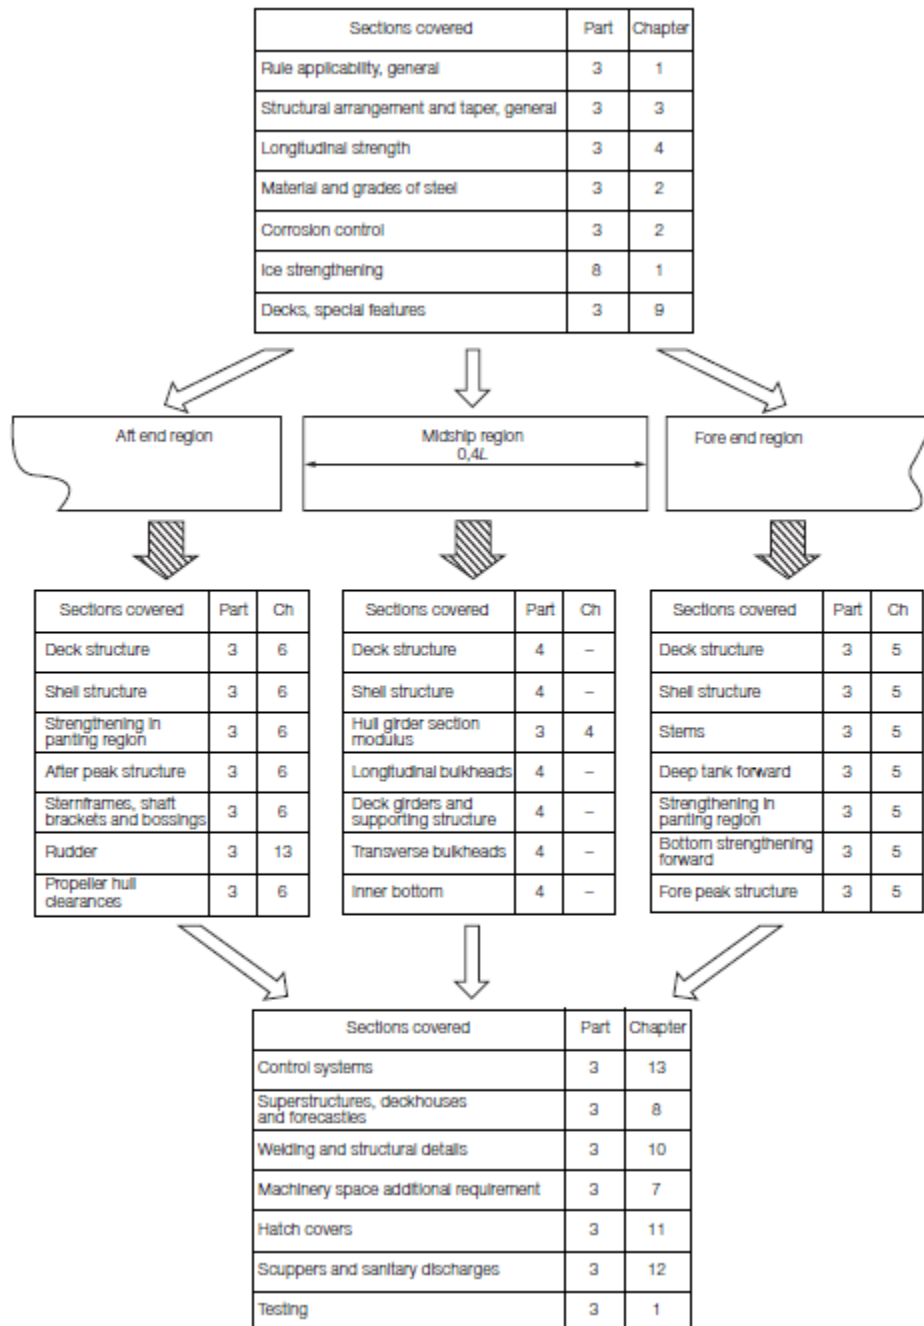 Sections covered Part Chapter
Rule applicability, general 3 1
Structural arrangement and taper, general 3 3
Longitudinal strength 3 4
Material and grades of steel 3 2
Corrosion control 3 2
Ice strengthening 8 1
Decks, special features 3 9
Aft end region
Midship region
0,4L
Fore end region
Sections covered Part Ch
Deck structure 3 6
Shell structure 3 6
Strengthening in
panting region 3 6
After peak structure 3 6
Sternframes, shaft
brackets and bossings 3 6
Rudder 3 13
Propeller hull
clearances 3 6
Sections covered Part Ch
Deck structure 4 –
Shell structure 4 –
Hull girder section
modulus 3 4
Longitudinal bulkheads 4 –
Deck girders and
supporting structure 4 –
Transverse bulkheads 4 –
Inner bottom 4 –
Sections covered Part Ch
Deck structure 3 5
Shell structure 3 5
Stems 3 5
Deep tank forward 3 5
Strengthening in
panting region 3 5
Bottom strengthening
forward 3 5
Fore peak structure 3 5
Sections covered Part Chapter
Control systems 3 13
Superstructures, deckhouses
and forecastles 3 8
Welding and structural details 3 10
Machinery space additional requirement 3 7
Hatch covers 3 11
Scuppers and sanitary discharges 3 12
Testing 3 1